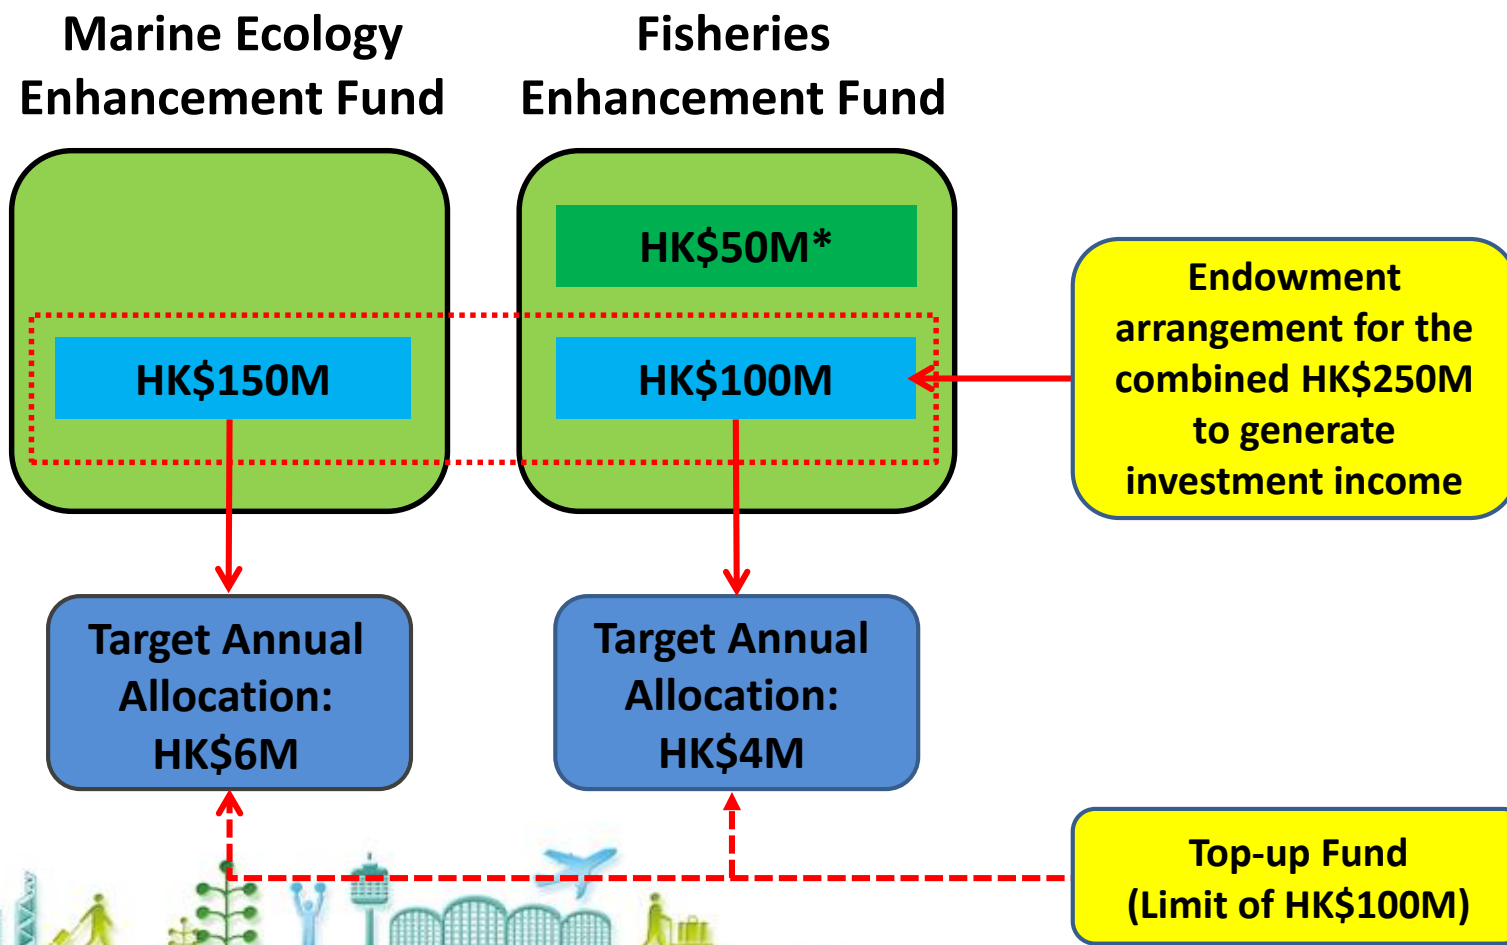 Marine Ecology
Enhancement Fund
Fisheries
Enhancement Fund
HK$50M*
HK$150M
HK$100M
Endowment
arrangement for the
combined HK$250M
to generate
investment income
Target Annual
Allocation:
HK$6M
Target Annual
Allocation:
HK$4M
Top-up Fund
(Limit of HK$100M)